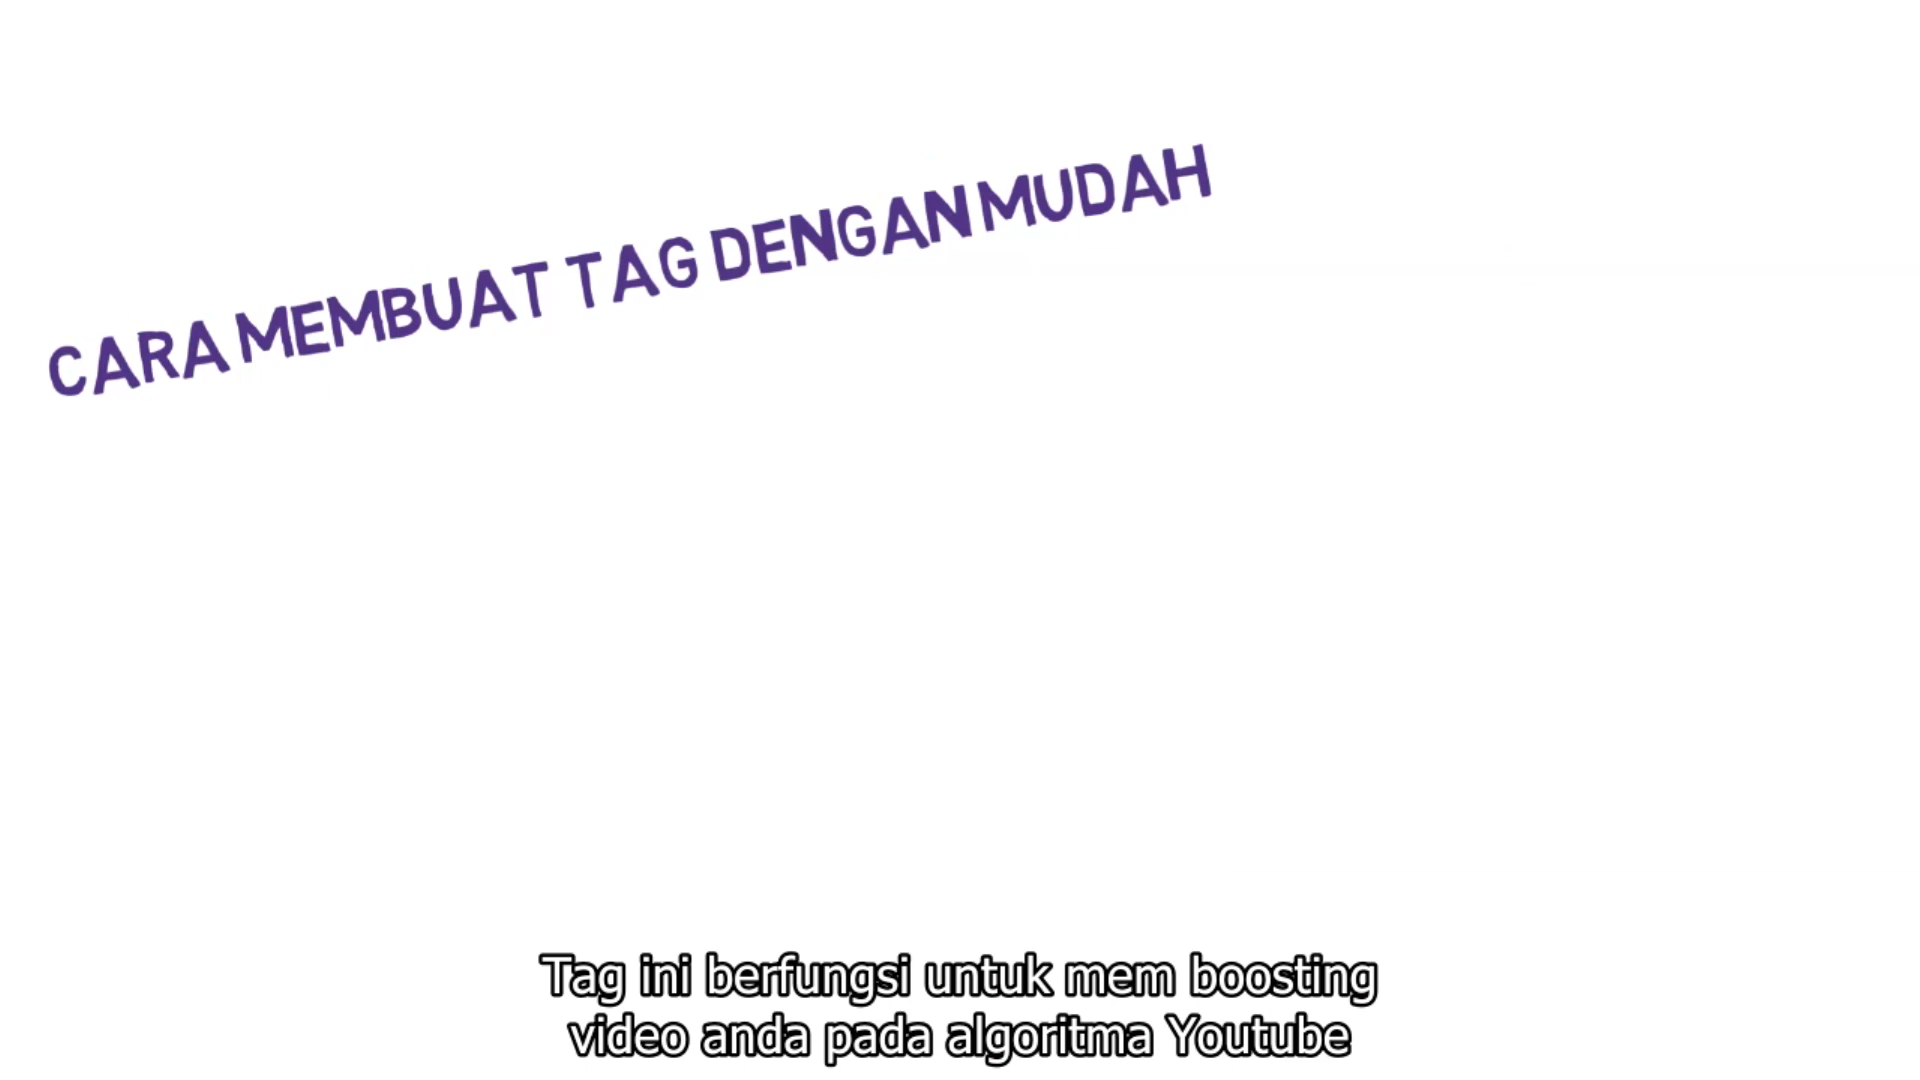 CARA MEMBUAT TAG DENGAN MUDAH
Tag ini berfungsi untuk mem boosting
video anda pada algoritma Youtube